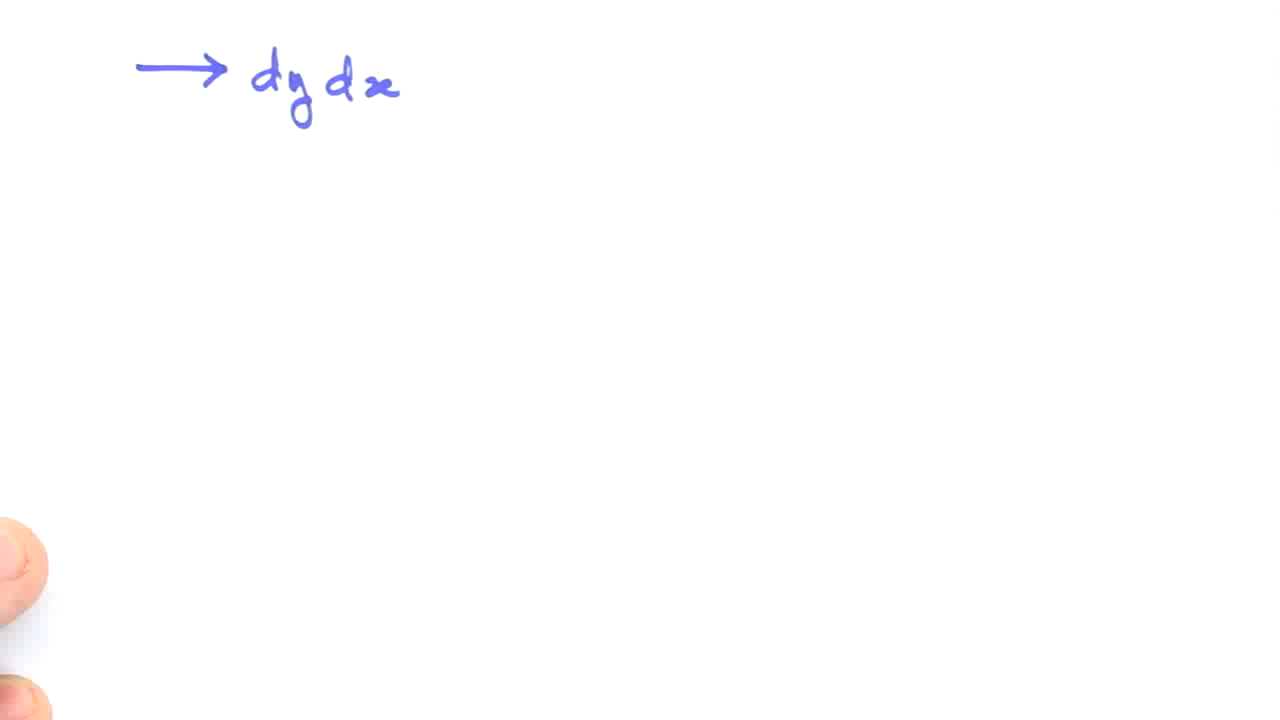 → dy dx